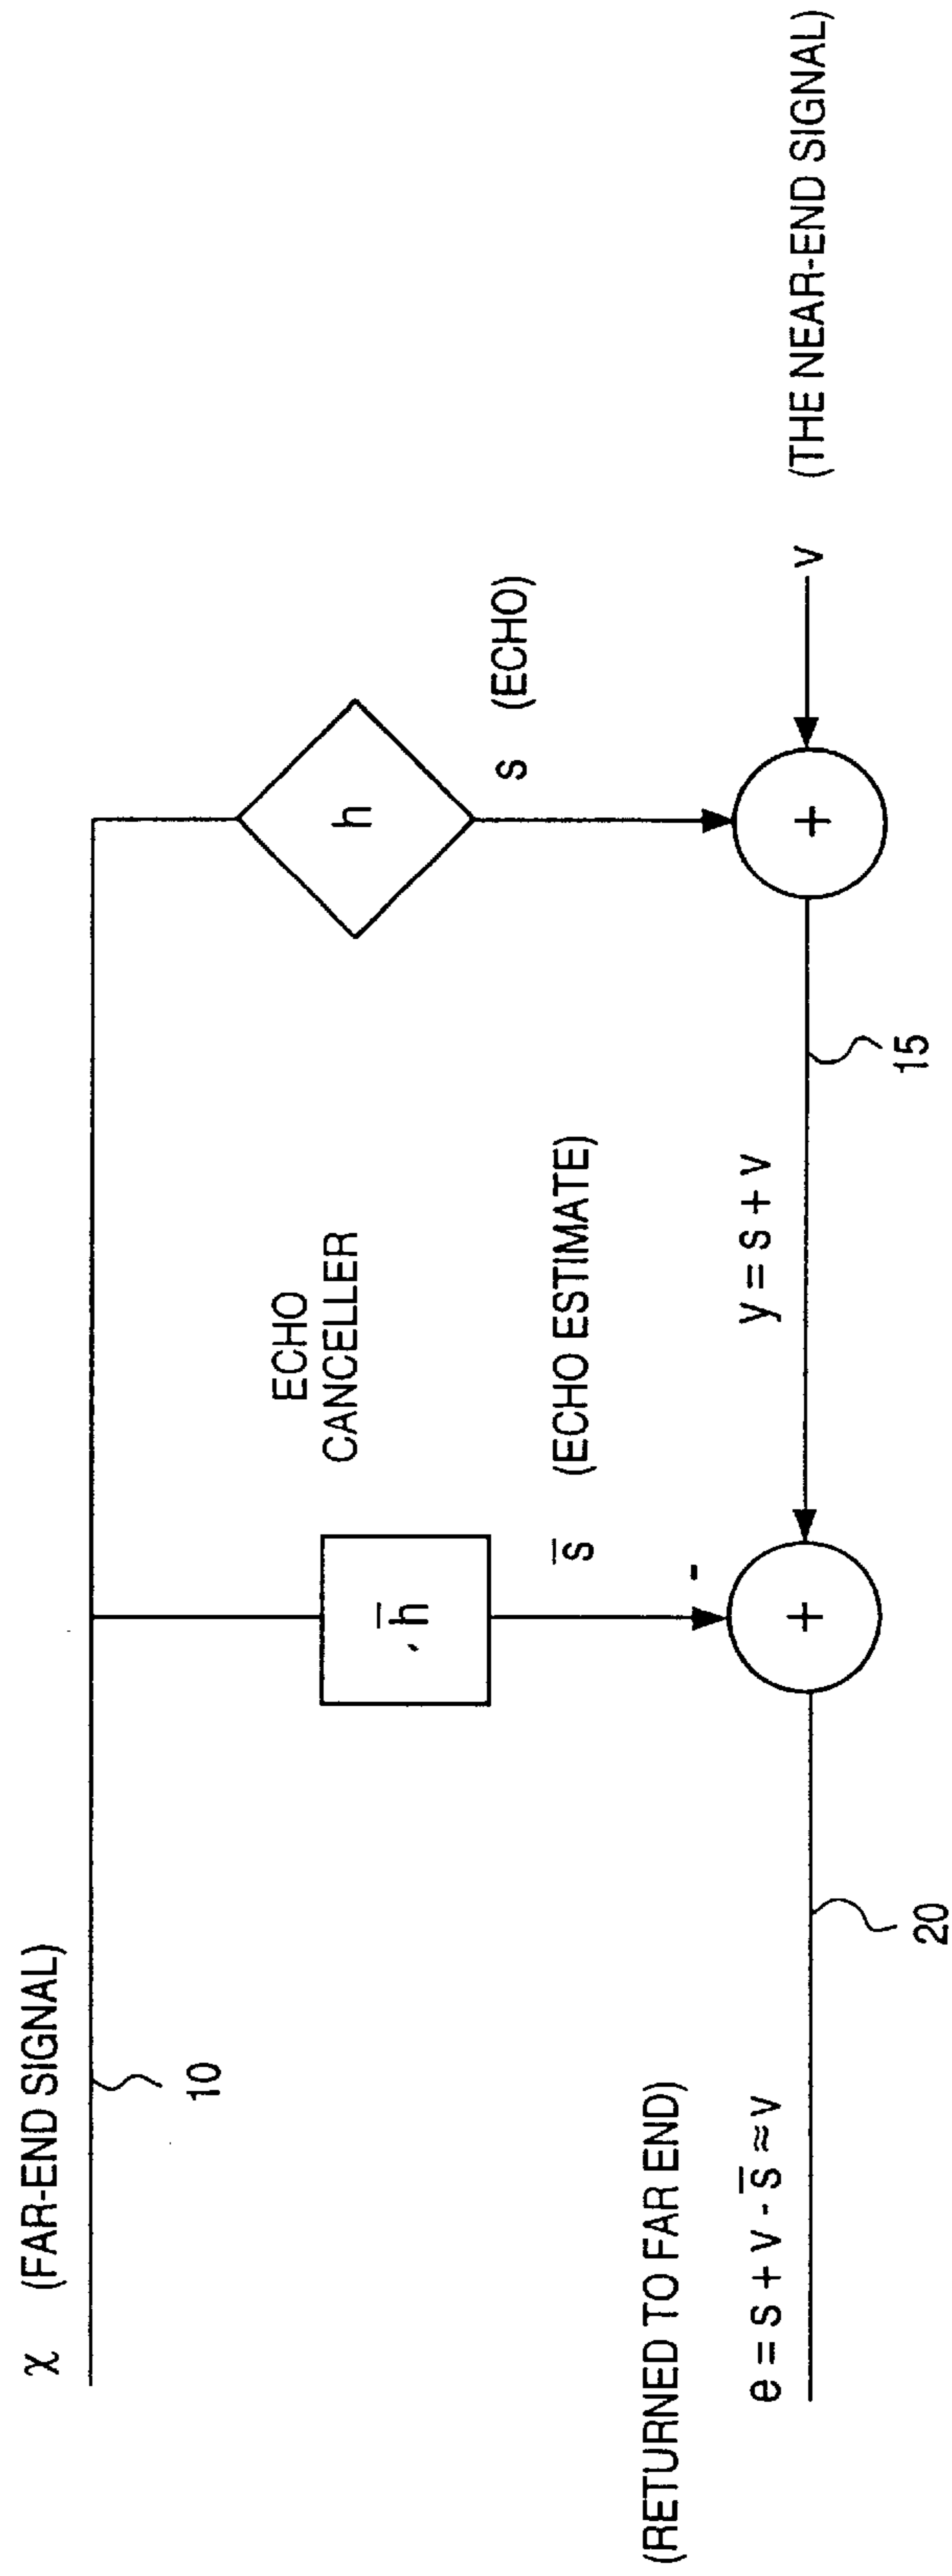 χ (FAR-END SIGNAL)
10
ECHO
CANCELLER
h̅
h
s̅ (ECHO ESTIMATE)
s (ECHO)
-
+
+
y = s + v
v (THE NEAR-END SIGNAL)
15
(RETURNED TO FAR END)
e = s + v - s̅ ≈ v
20